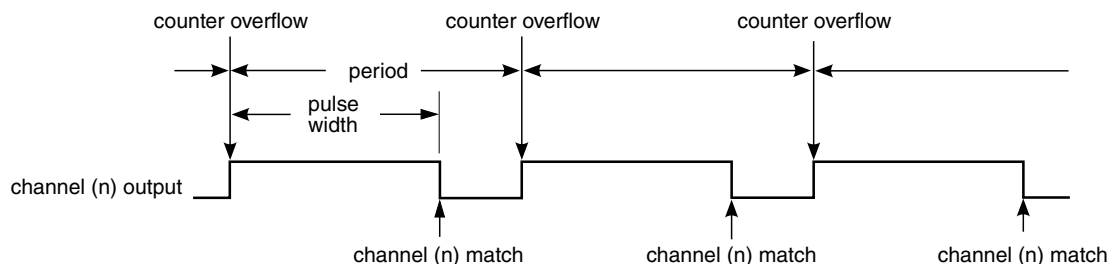 counter overflow
counter overflow
counter overflow
period
pulse
width
channel (n) output
channel (n) match
channel (n) match
channel (n) match